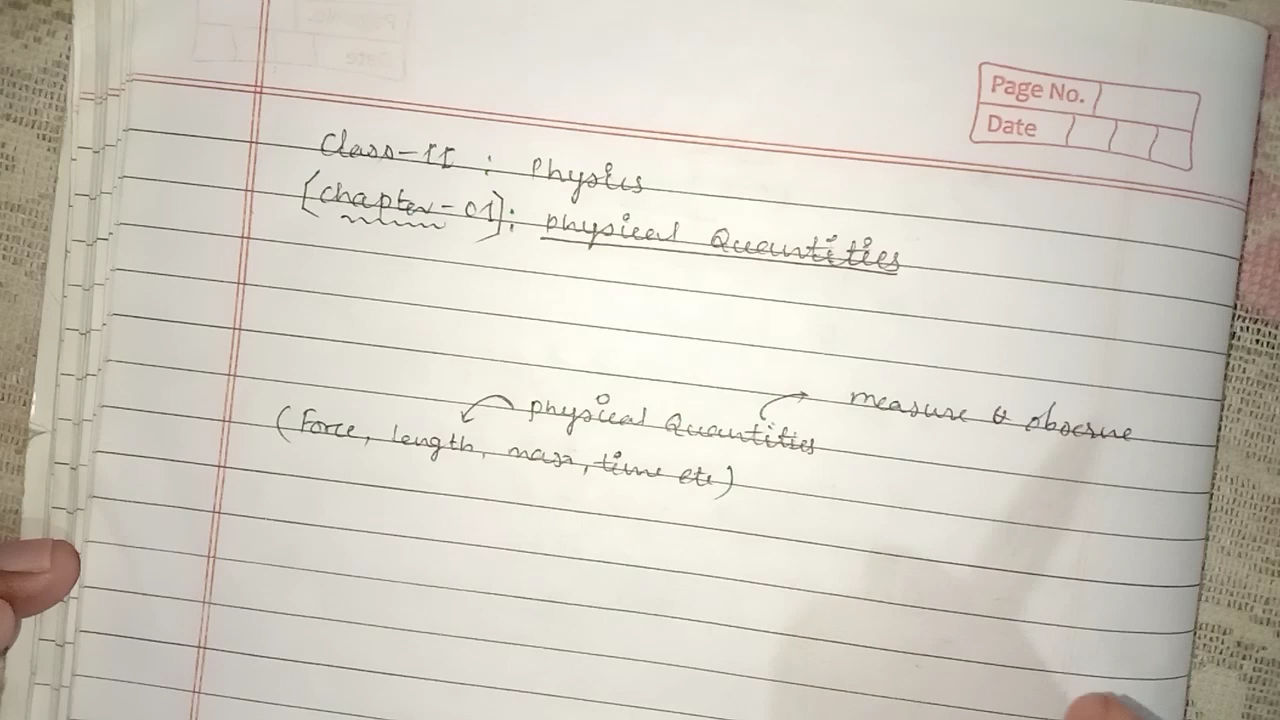 Page No.
Date
Class-11 : Physics
[Chapter-01]: physical Quantities
physical Quantities → measure & observe
(Force, length, mass, time etc)